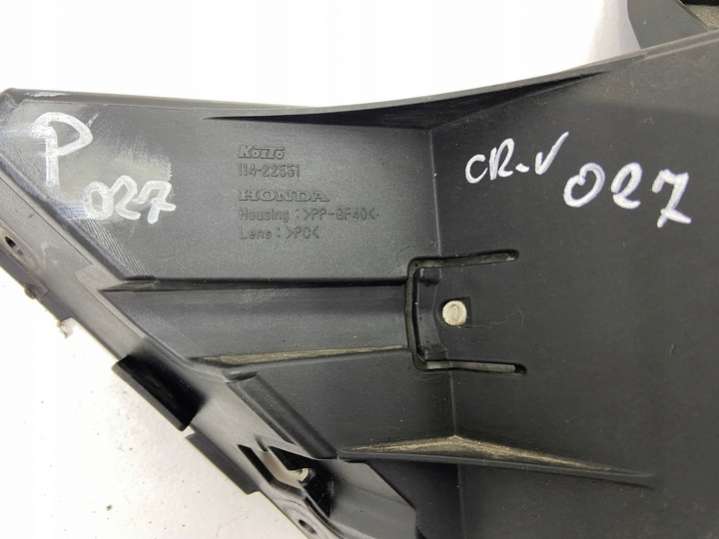 P
027
KOITO
114-22551
HONDA
Housing:>PP-GF40<
Lens:>PC<
CR-V
027